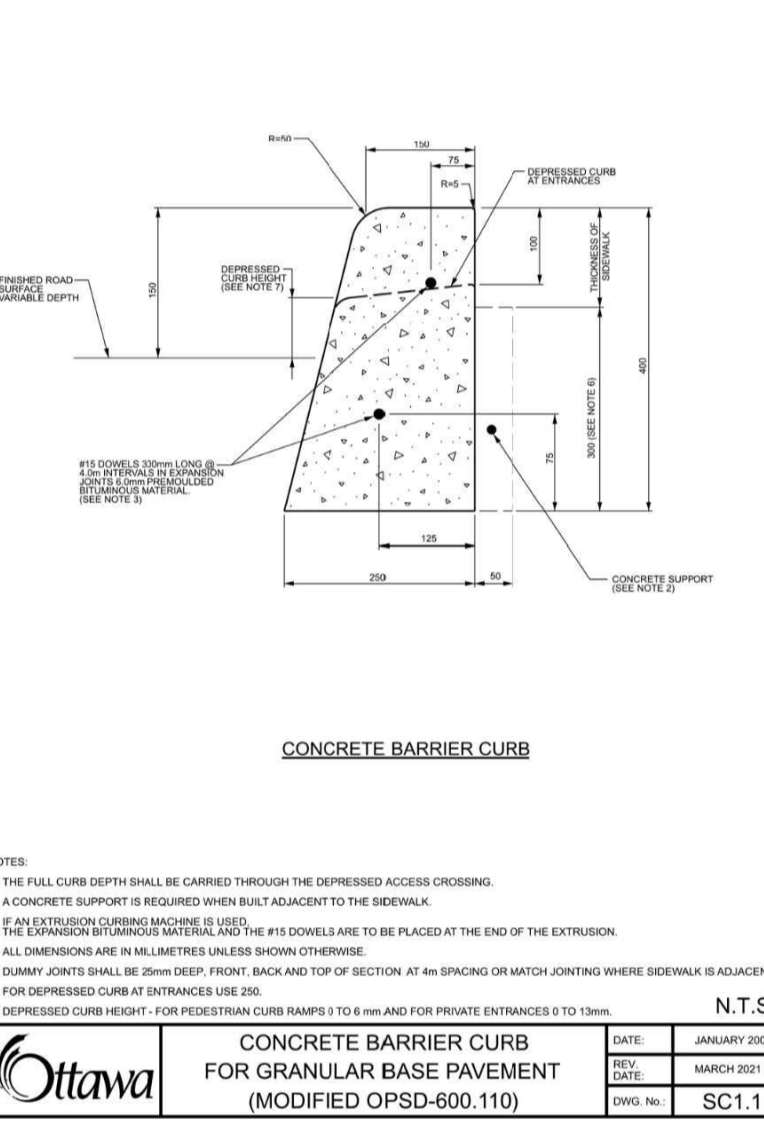 R=50
150
75
R=5
DEPRESSED CURB
AT ENTRANCES
100
THICKNESS OF
SIDEWALK
DEPRESSED
CURB HEIGHT
(SEE NOTE 7)
FINISHED ROAD
SURFACE
VARIABLE DEPTH
150
400
300 (SEE NOTE 6)
75
#15 DOWELS 300mm LONG @
4.0m INTERVALS IN EXPANSION
JOINTS 6.0mm PREMOULDED
BITUMINOUS MATERIAL.
(SEE NOTE 3)
125
250
50
CONCRETE SUPPORT
(SEE NOTE 2)
CONCRETE BARRIER CURB
OTES:
THE FULL CURB DEPTH SHALL BE CARRIED THROUGH THE DEPRESSED ACCESS CROSSING.
A CONCRETE SUPPORT IS REQUIRED WHEN BUILT ADJACENT TO THE SIDEWALK.
IF AN EXTRUSION CURBING MACHINE IS USED,
THE EXPANSION BITUMINOUS MATERIAL AND THE #15 DOWELS ARE TO BE PLACED AT THE END OF THE EXTRUSION.
ALL DIMENSIONS ARE IN MILLIMETRES UNLESS SHOWN OTHERWISE.
DUMMY JOINTS SHALL BE 25mm DEEP, FRONT, BACK AND TOP OF SECTION AT 4m SPACING OR MATCH JOINTING WHERE SIDEWALK IS ADJACEN
FOR DEPRESSED CURB AT ENTRANCES USE 250.
DEPRESSED CURB HEIGHT - FOR PEDESTRIAN CURB RAMPS 0 TO 6 mm AND FOR PRIVATE ENTRANCES 0 TO 13mm.
N.T.S
Ottawa
CONCRETE BARRIER CURB
FOR GRANULAR BASE PAVEMENT
(MODIFIED OPSD-600.110)
DATE:
JANUARY 200
REV.
DATE:
MARCH 2021
DWG. No.:
SC1.1